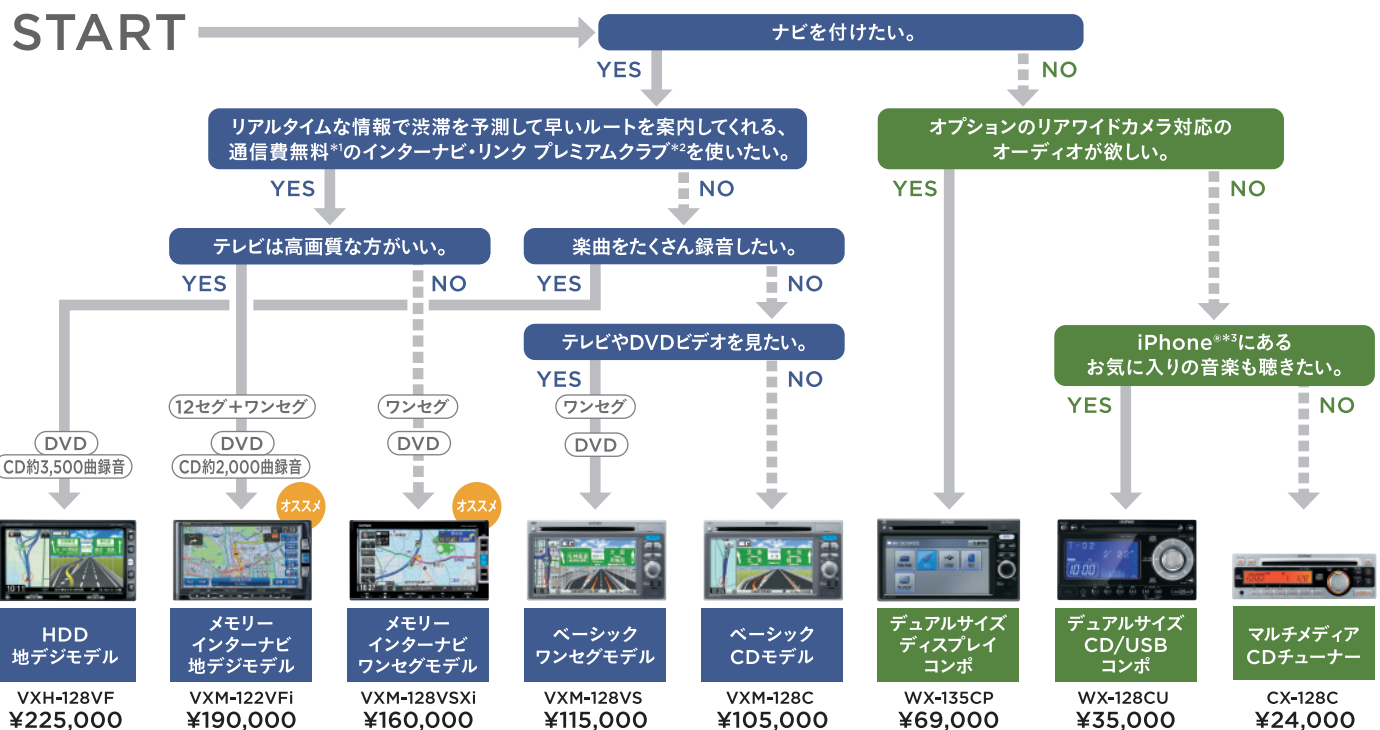 START
ナビを付けたい。
YES
NO
リアルタイムな情報で渋滞を予測して早いルートを案内してくれる、
通信費無料*1のインターナビ・リンク プレミアムクラブ*2を使いたい。
オプションのリアワイドカメラ対応の
オーディオが欲しい。
YES
NO
YES
NO
テレビは高画質な方がいい。
楽曲をたくさん録音したい。
YES
NO
YES
NO
テレビやDVDビデオを見たい。
iPhone®*3にある
お気に入りの音楽も聴きたい。
YES
NO
YES
NO
12セグ+ワンセグ
ワンセグ
ワンセグ
DVD
DVD
DVD
DVD
CD約3,500曲録音
CD約2,000曲録音
オススメ
オススメ
HDD
地デジモデル
メモリー
インターナビ
地デジモデル
メモリー
インターナビ
ワンセグモデル
ベーシック
ワンセグモデル
ベーシック
CDモデル
デュアルサイズ
ディスプレイ
コンポ
デュアルサイズ
CD/USB
コンポ
マルチメディア
CDチューナー
VXH-128VF
¥225,000
VXM-122VFi
¥190,000
VXM-128VSXi
¥160,000
VXM-128VS
¥115,000
VXM-128C
¥105,000
WX-135CP
¥69,000
WX-128CU
¥35,000
CX-128C
¥24,000